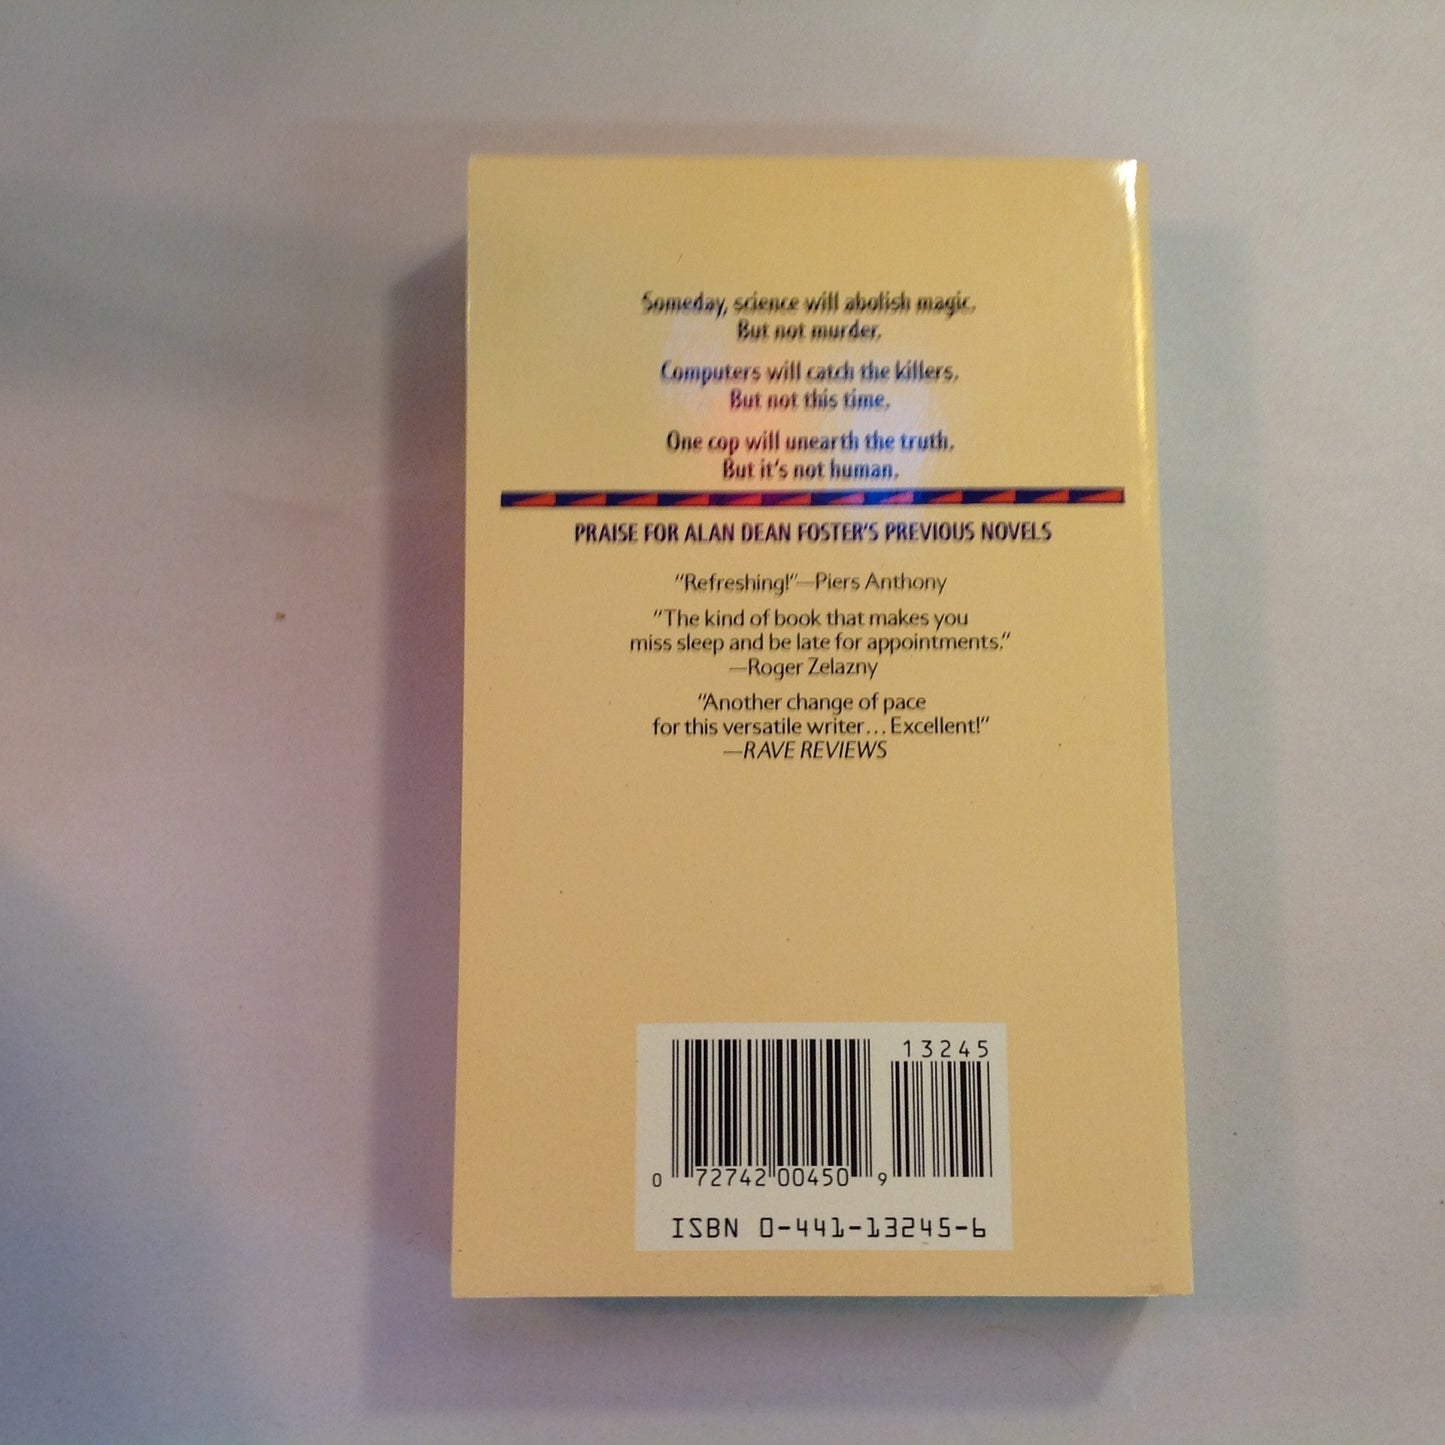 Someday, science will abolish magic.
But not murder.
Computers will catch the killers.
But not this time.
One cop will unearth the truth.
But it's not human.
PRAISE FOR ALAN DEAN FOSTER'S PREVIOUS NOVELS
"Refreshing!"—Piers Anthony
"The kind of book that makes you
miss sleep and be late for appointments."
—Roger Zelazny
"Another change of pace
for this versatile writer... Excellent!"
—RAVE REVIEWS
13245
0 72742 00450 9
ISBN 0-441-13245-6